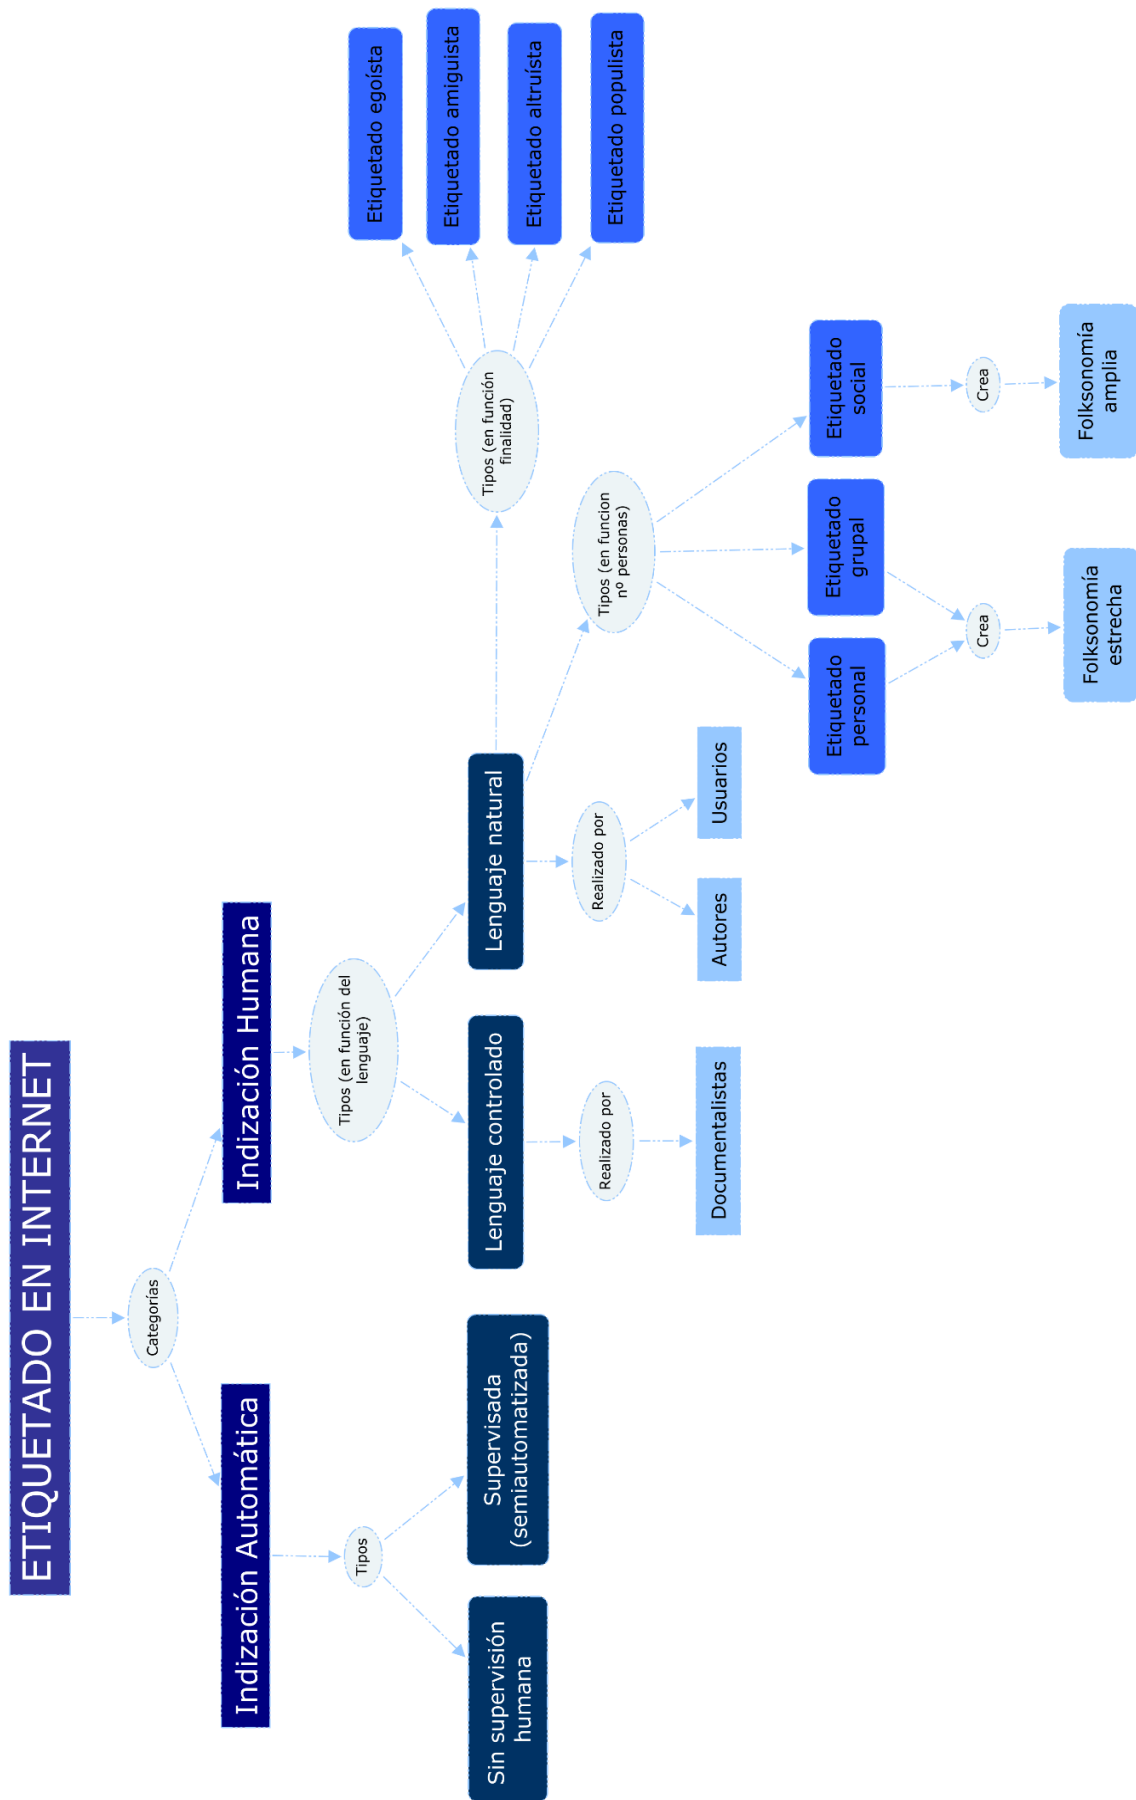 ETIQUETADO EN INTERNET
Categorías
Indización Automática
Indización Humana
Tipos
Tipos (en función del
lenguaje)
Sin supervisión
humana
Supervisada
(semiautomatizada)
Lenguaje controlado
Lenguaje natural
Realizado por
Documentalistas
Realizado por
Autores
Usuarios
Tipos (en función
finalidad)
Etiquetado egoísta
Etiquetado amiguista
Etiquetado altruísta
Etiquetado populista
Tipos (en funcion
nº personas)
Etiquetado
personal
Etiquetado
grupal
Etiquetado
social
Crea
Crea
Folksonomía
estrecha
Folksonomía
amplia